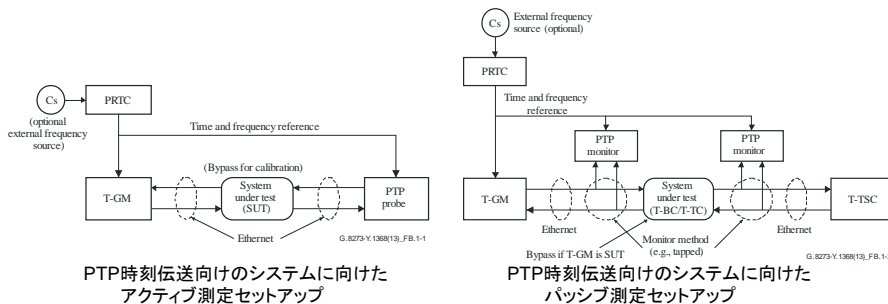 Cs
PRTC
(optional
external frequency
source)
Time and frequency reference
(Bypass for calibration)
T-GM
System
under test
(SUT)
PTP
probe
Ethernet
G.8273-Y.1368(13)_FB.1-1
PTP時刻伝送向けのシステムに向けた
アクティブ測定セットアップ
Cs
External frequency
source (optional)
PRTC
Time and frequency
reference
PTP
monitor
PTP
monitor
T-GM
System
under test
(T-BC/T-TC)
T-TSC
Ethernet
Ethernet
Bypass if T-GM is SUT
Monitor method
(e.g., tapped)
G.8273-Y.1368(13)_FB.1-
PTP時刻伝送向けのシステムに向けた
パッシブ測定セットアップ